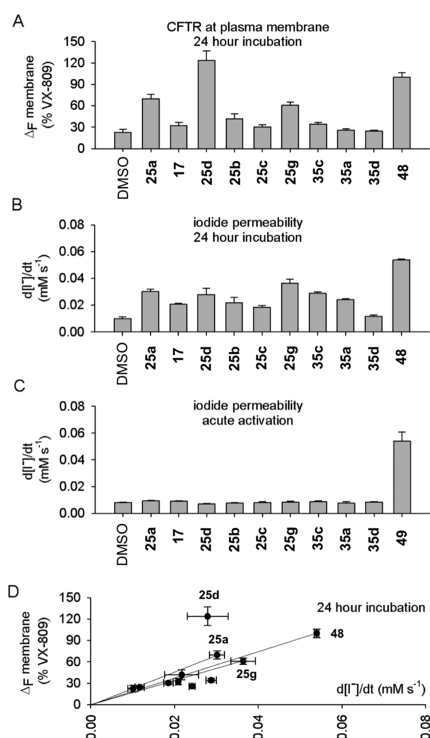 A
CFTR at plasma membrane
24 hour incubation
ΔF membrane
(% VX-809)
150
120
90
60
30
0
DMSO
25a
17
25d
25b
25c
25g
35c
35a
35d
48
B
iodide permeability
24 hour incubation
d[I⁻]/dt
(mM s⁻¹)
0.08
0.06
0.04
0.02
0.00
DMSO
25a
17
25d
25b
25c
25g
35c
35a
35d
48
C
iodide permeability
acute activation
d[I⁻]/dt
(mM s⁻¹)
0.08
0.06
0.04
0.02
0.00
DMSO
25a
17
25d
25b
25c
25g
35c
35a
35d
49
D
24 hour incubation
ΔF membrane
(% VX-809)
150
120
90
60
30
0
25d
25a
25g
48
d[I⁻]/dt (mM s⁻¹)
0.00
0.02
0.04
0.06
0.08